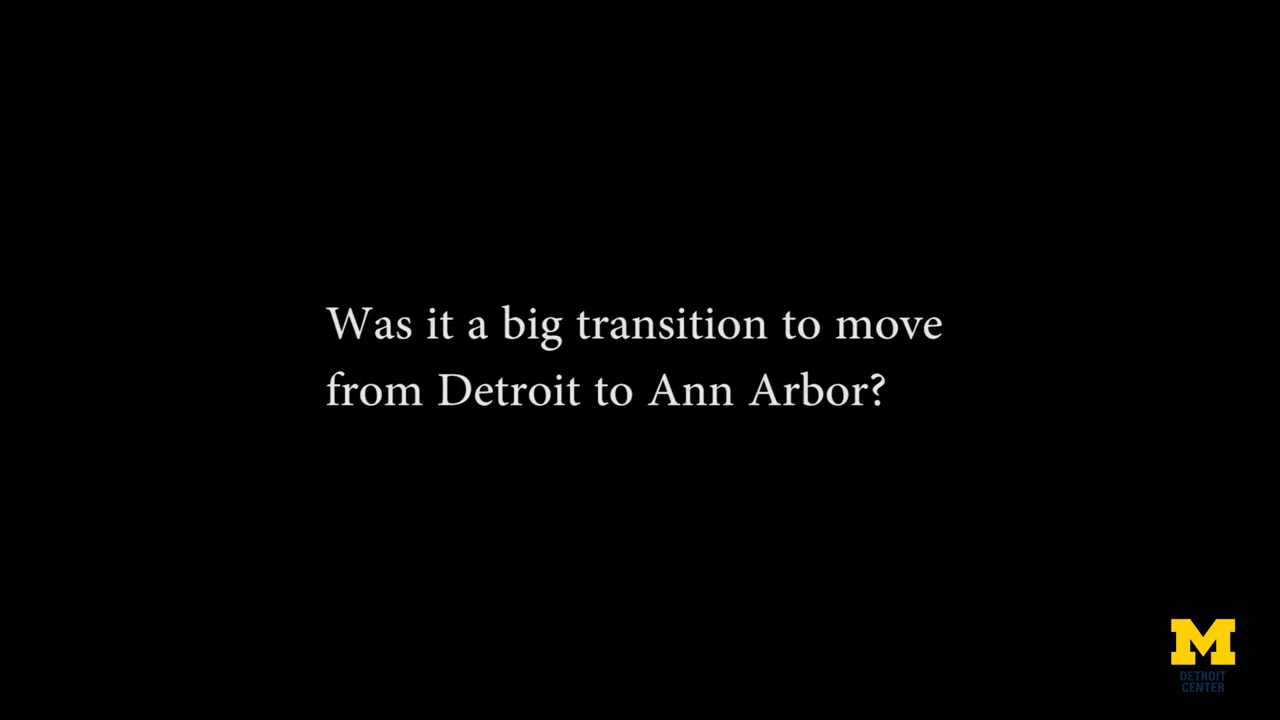 Was it a big transition to move
from Detroit to Ann Arbor?
M
DETROIT
CENTER